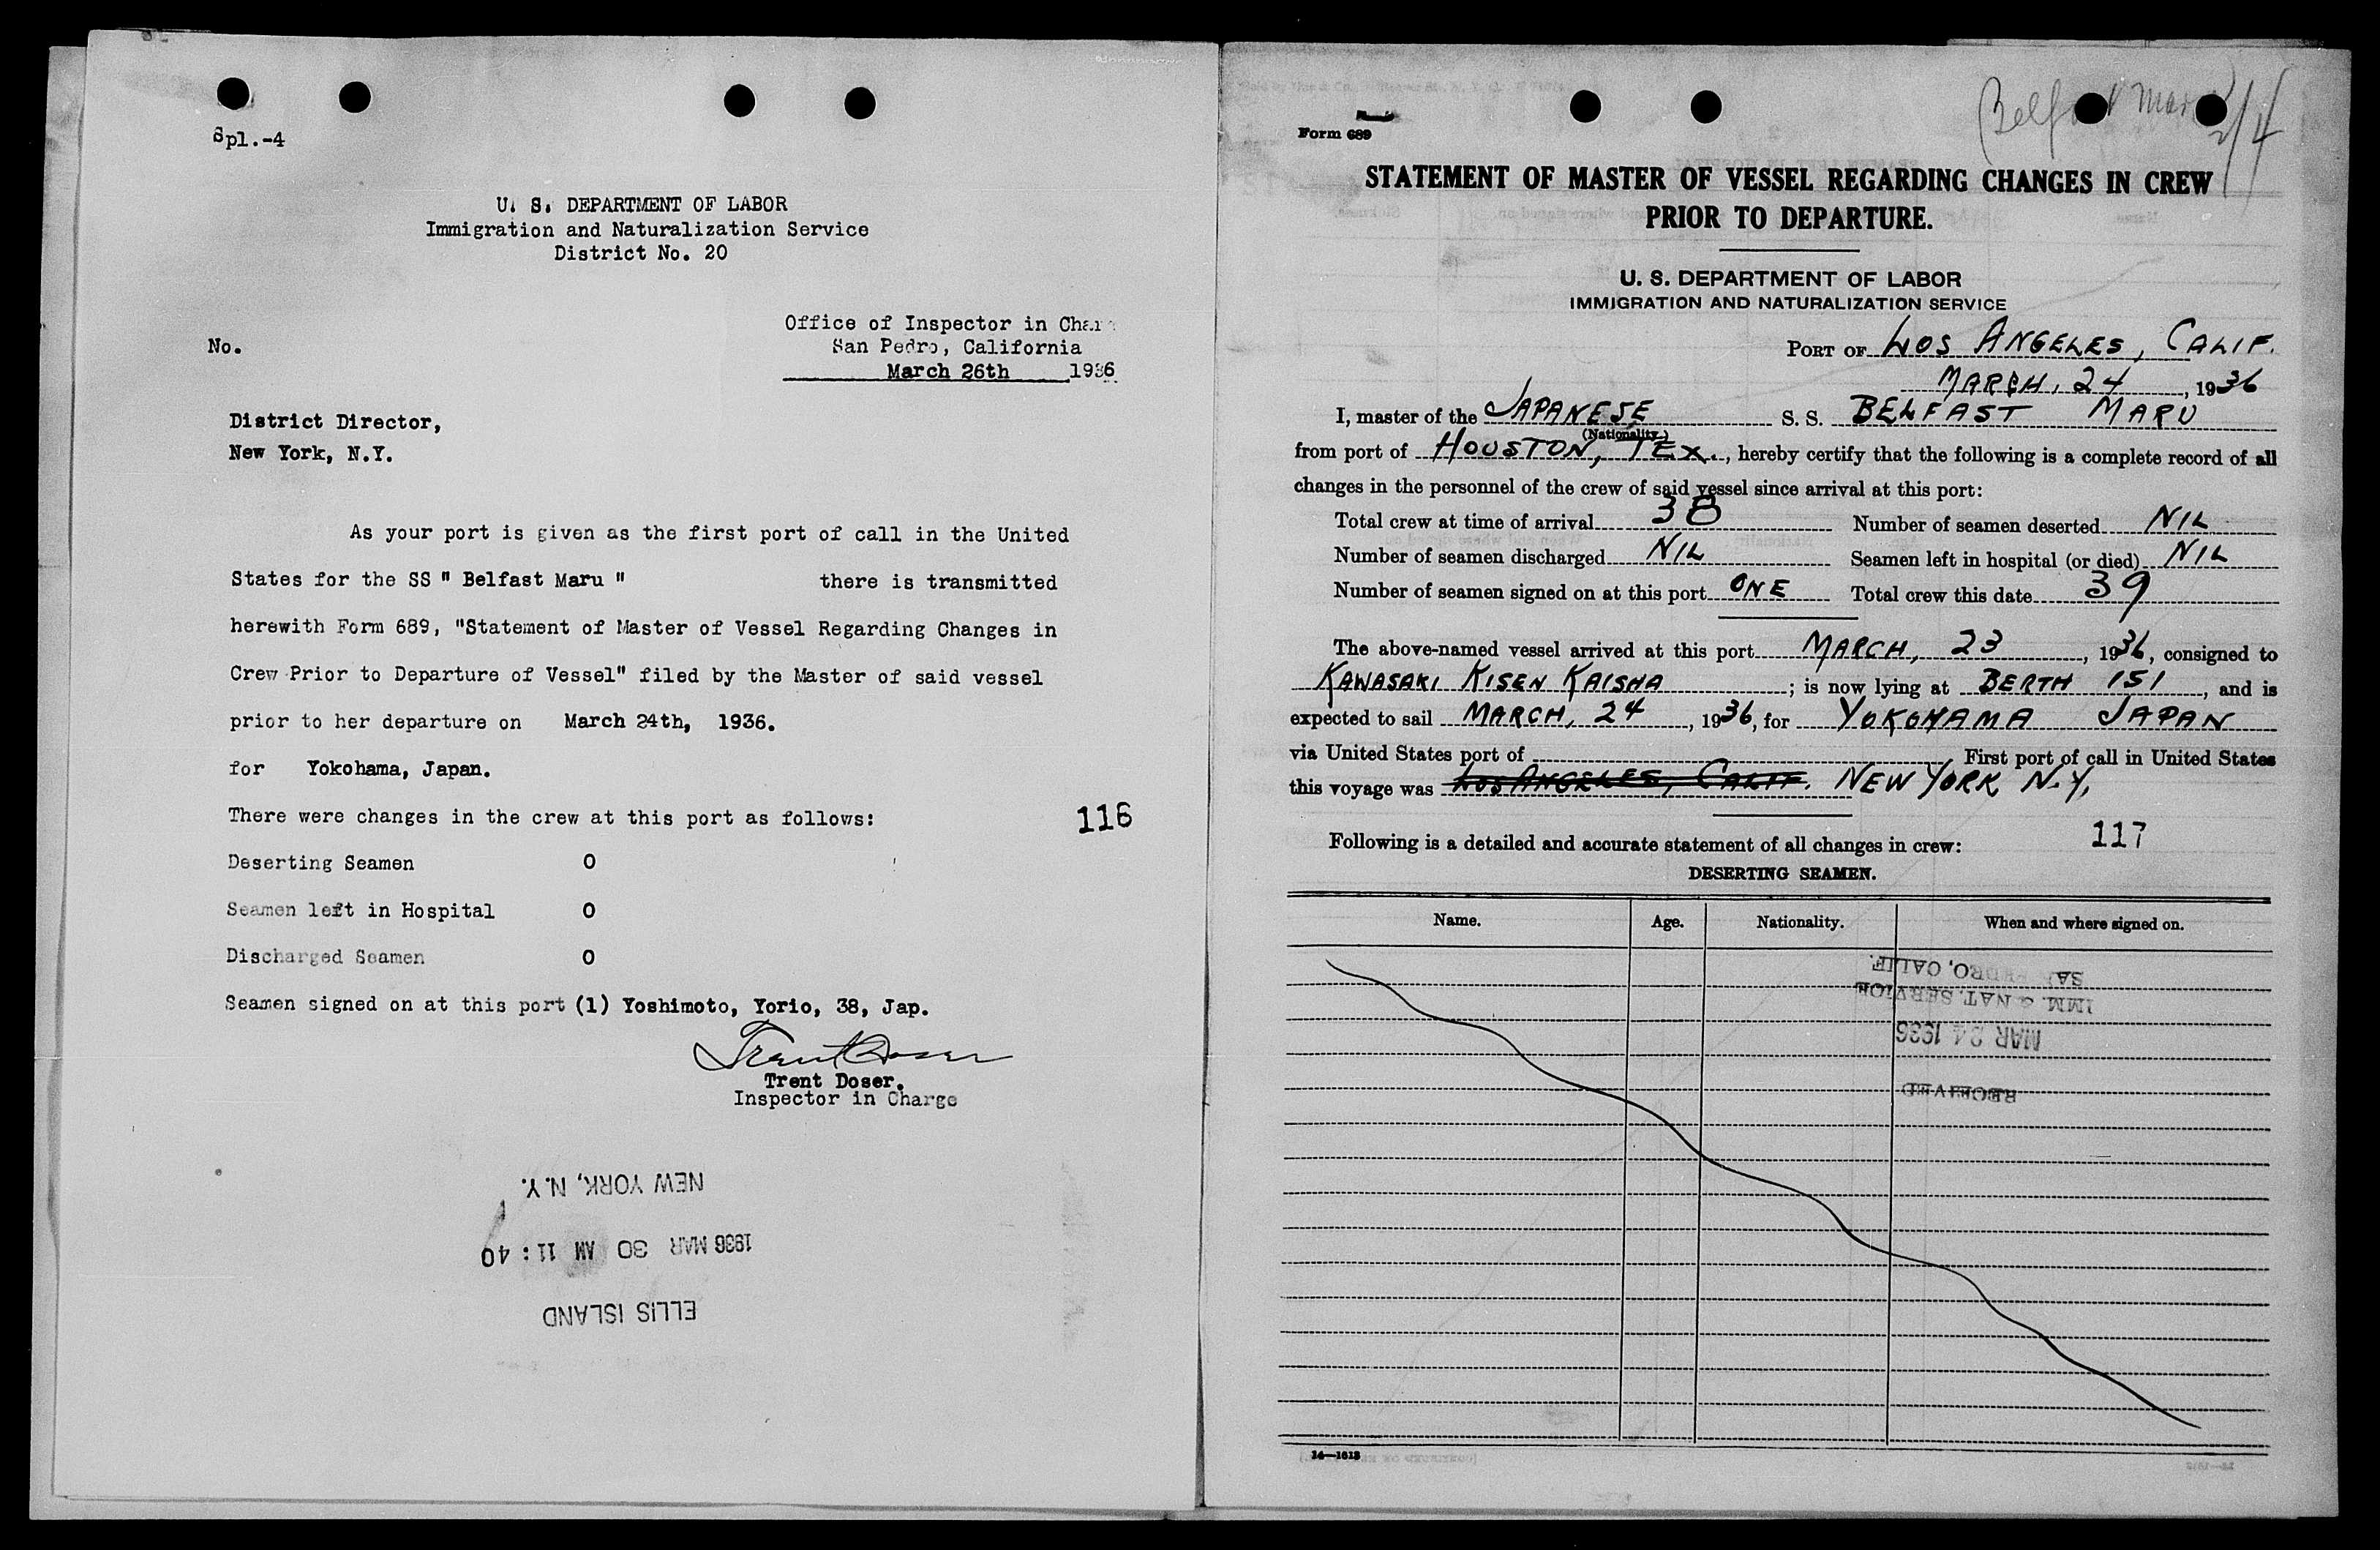 Spl.-4
U. S. DEPARTMENT OF LABOR
Immigration and Naturalization Service
District No. 20
Office of Inspector in Char
San Pedro, California
No.
March 26th 1936
District Director,
New York, N.Y.
As your port is given as the first port of call in the United
States for the SS " Belfast Maru " there is transmitted
herewith Form 689, "Statement of Master of Vessel Regarding Changes in
Crew Prior to Departure of Vessel" filed by the Master of said vessel
prior to her departure on March 24th, 1936.
for Yokohama, Japan.
There were changes in the crew at this port as follows:
116
Deserting Seamen 0
Seamen left in Hospital 0
Discharged Seamen 0
Seamen signed on at this port (1) Yoshimoto, Yorio, 38, Jap.
Trent Doser
Trent Doser.
Inspector in Charge
NEW YORK, N.Y.
1936 MAR 30 AM 11:40
ELLIS ISLAND
Form 689
2/4
STATEMENT OF MASTER OF VESSEL REGARDING CHANGES IN CREW
PRIOR TO DEPARTURE.
U. S. DEPARTMENT OF LABOR
IMMIGRATION AND NATURALIZATION SERVICE
PORT OF LOS ANGELES, CALIF.
MARCH, 24, 1936
I, master of the JAPANESE S. S. BELFAST MARU
(Nationality.)
from port of HOUSTON, TEX., hereby certify that the following is a complete record of all
changes in the personnel of the crew of said vessel since arrival at this port:
Total crew at time of arrival 38 Number of seamen deserted NIL
Number of seamen discharged NIL Seamen left in hospital (or died) NIL
Number of seamen signed on at this port ONE Total crew this date 39
The above-named vessel arrived at this port MARCH, 23, 1936, consigned to
KAWASAKI KISEN KAISHA; is now lying at BERTH 151, and is
expected to sail MARCH, 24, 1936, for YOKOHAMA JAPAN
via United States port of First port of call in United States
this voyage was LOS ANGELES, CALIF. NEW YORK N.Y.
117
Following is a detailed and accurate statement of all changes in crew:
DESERTING SEAMEN.
Name. Age. Nationality. When and where signed on.
SAN PEDRO, CALIF.
IMM. & NAT. SERVICE
MAR 24 1936
RECEIVED
14—1613